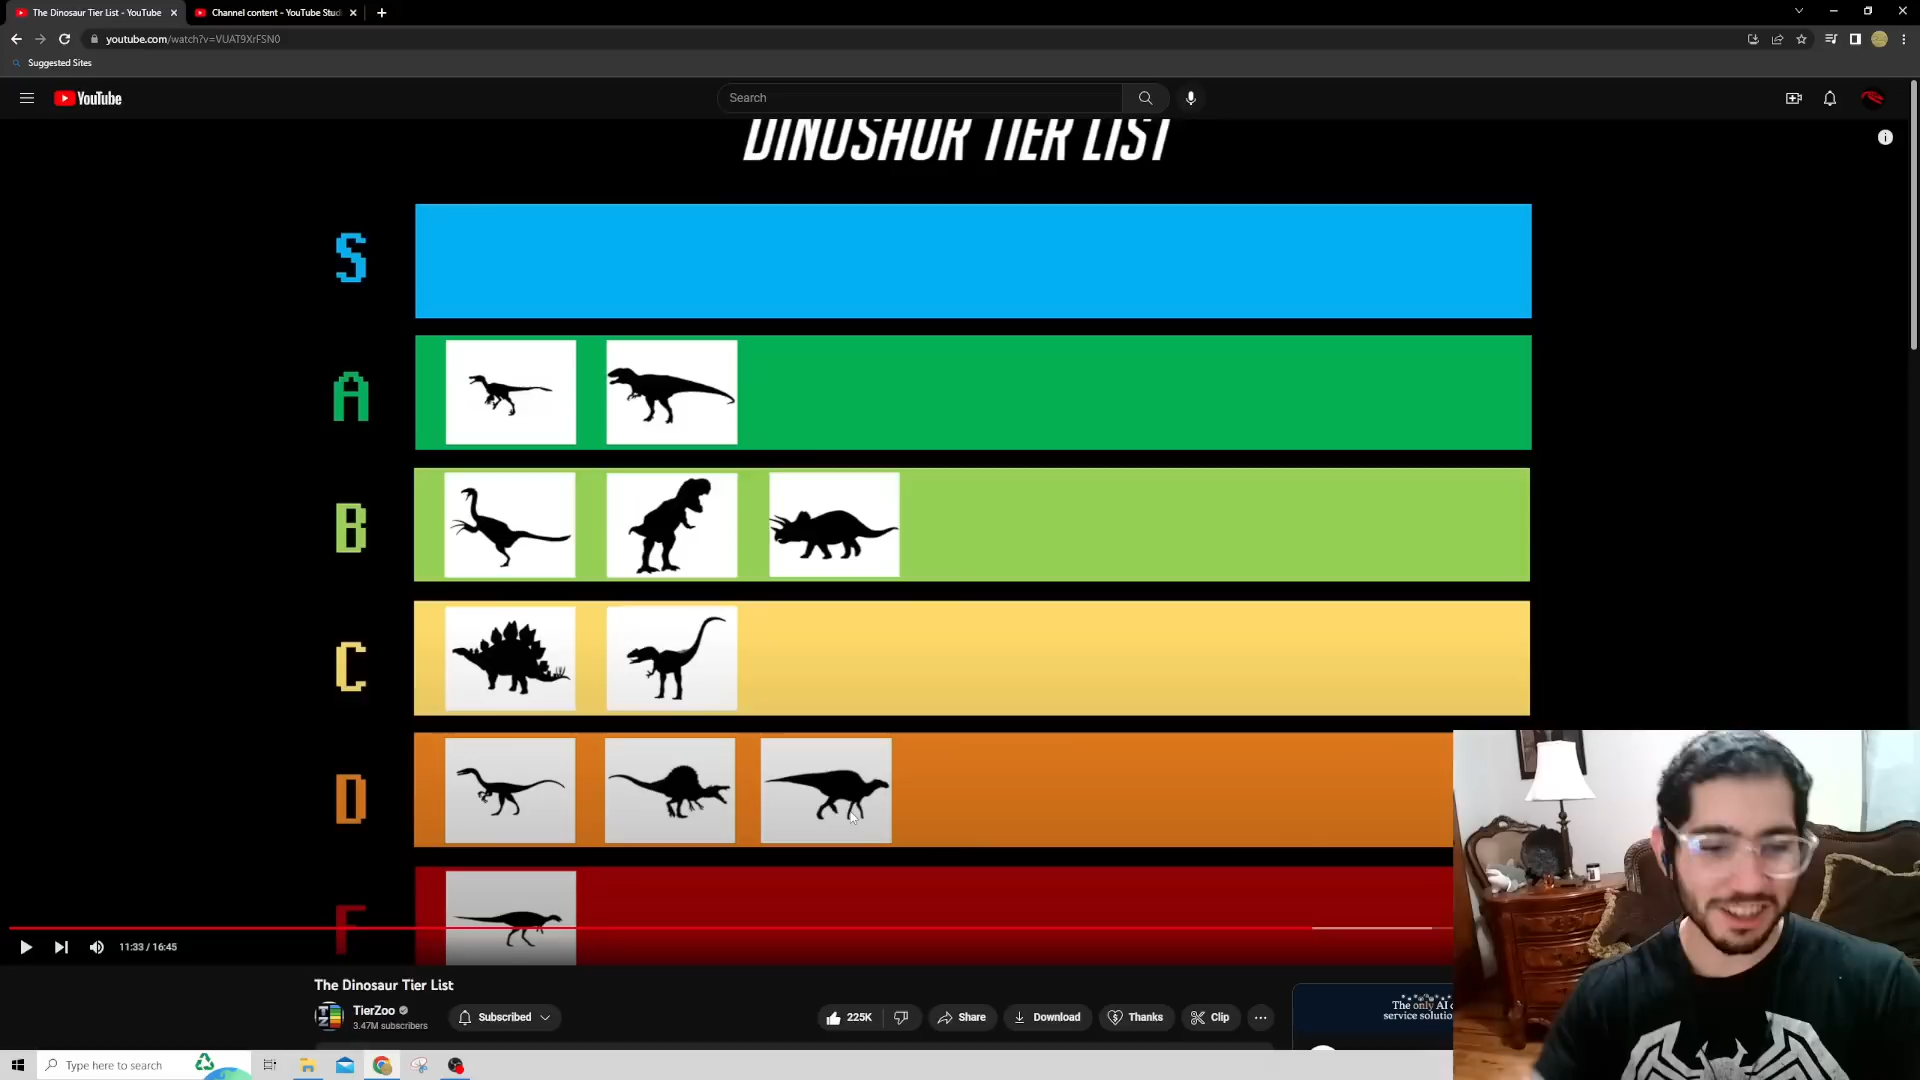 The Dinosaur Tier List - YouTube
Channel content - YouTube Stud
youtube.com/watch?v=VUAT9XrFSN0
Suggested Sites
YouTube
Search
DINOSAUR TIER LIST
S
A
B
C
D
F
11:33 / 16:45
The Dinosaur Tier List
TZ
TierZoo
3.47M subscribers
Subscribed
225K
Share
Download
Thanks
Clip
The only AI c
service solutio
Type here to search